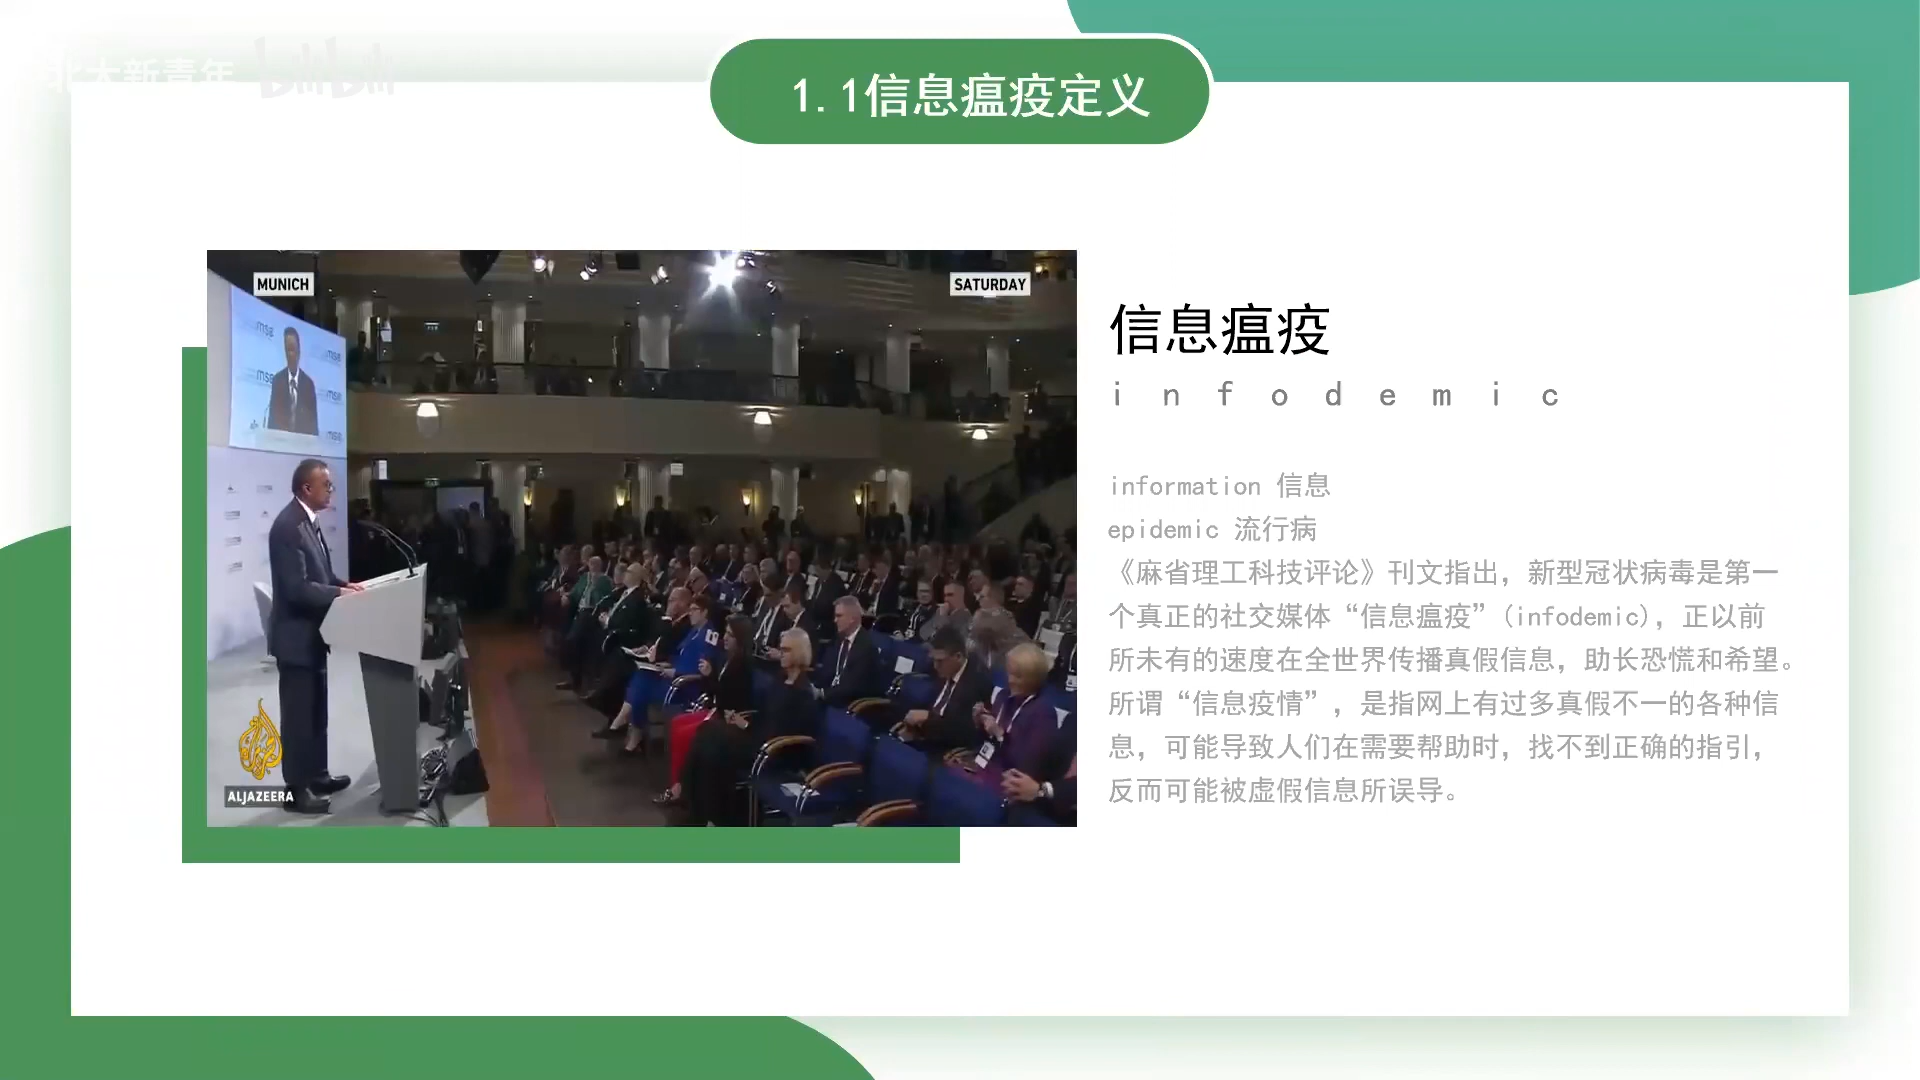 北大新青年 bilibili
1.1信息瘟疫定义
MUNICH
SATURDAY
ALJAZEERA
信息瘟疫
infodemic
information 信息
epidemic 流行病
《麻省理工科技评论》刊文指出，新型冠状病毒是第一
个真正的社交媒体“信息瘟疫”(infodemic)，正以前
所未有的速度在全世界传播真假信息，助长恐慌和希望。
所谓“信息疫情”，是指网上有过多真假不一的各种信
息，可能导致人们在需要帮助时，找不到正确的指引，
反而可能被虚假信息所误导。